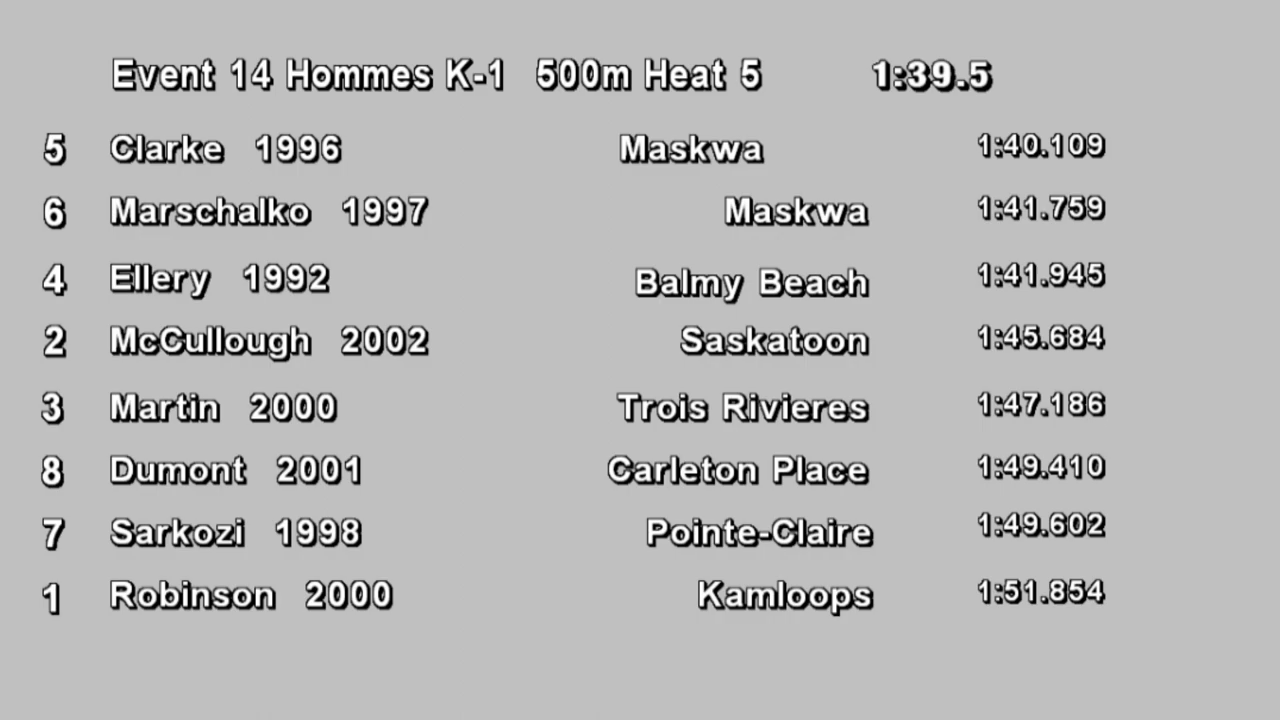 Event 14 Hommes K-1 500m Heat 5 1:39.5
5 Clarke 1996 Maskwa 1:40.109
6 Marschalko 1997 Maskwa 1:41.759
4 Ellery 1992 Balmy Beach 1:41.945
2 McCullough 2002 Saskatoon 1:45.684
3 Martin 2000 Trois Rivieres 1:47.186
8 Dumont 2001 Carleton Place 1:49.410
7 Sarkozi 1998 Pointe-Claire 1:49.602
1 Robinson 2000 Kamloops 1:51.854